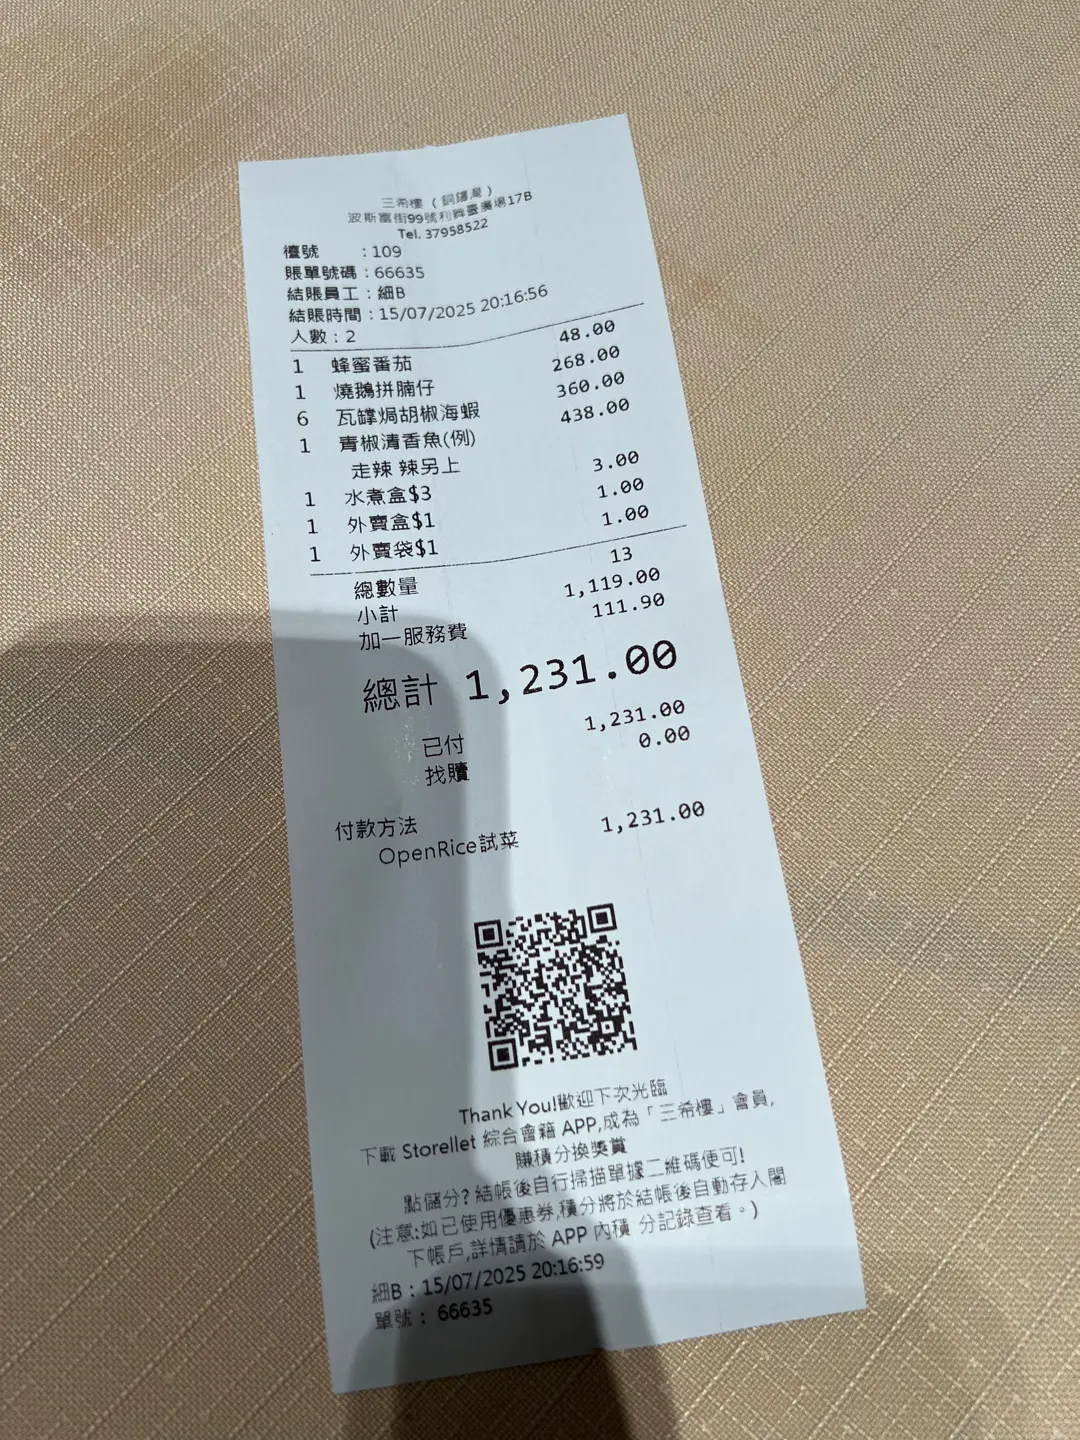 三希樓（銅鑼灣）
波斯富街99號利舞臺廣場17B
Tel. 37958522
檯號 : 109
賬單號碼 : 66635
結賬員工 : 細B
結賬時間 : 15/07/2025 20:16:56
人數 : 2
1 蜂蜜番茄 48.00
1 燒鵝拼腩仔 268.00
6 瓦罉焗胡椒海蝦 360.00
1 青椒清香魚(例) 438.00
走辣 辣另上
1 水煮盒$3 3.00
1 外賣盒$1 1.00
1 外賣袋$1 1.00
總數量 13
小計 1,119.00
加一服務費 111.90
總計 1,231.00
已付 1,231.00
找贖 0.00
付款方法
OpenRice試菜 1,231.00
Thank You!歡迎下次光臨
下載 Storellet 綜合會籍 APP,成為「三希樓」會員,
賺積分換獎賞
點儲分? 結帳後自行掃描單據二維碼便可!
(注意:如已使用優惠券,積分將於結帳後自動存入閣
下帳戶,詳情請於 APP 內積 分記錄查看。)
細B : 15/07/2025 20:16:59
單號 : 66635